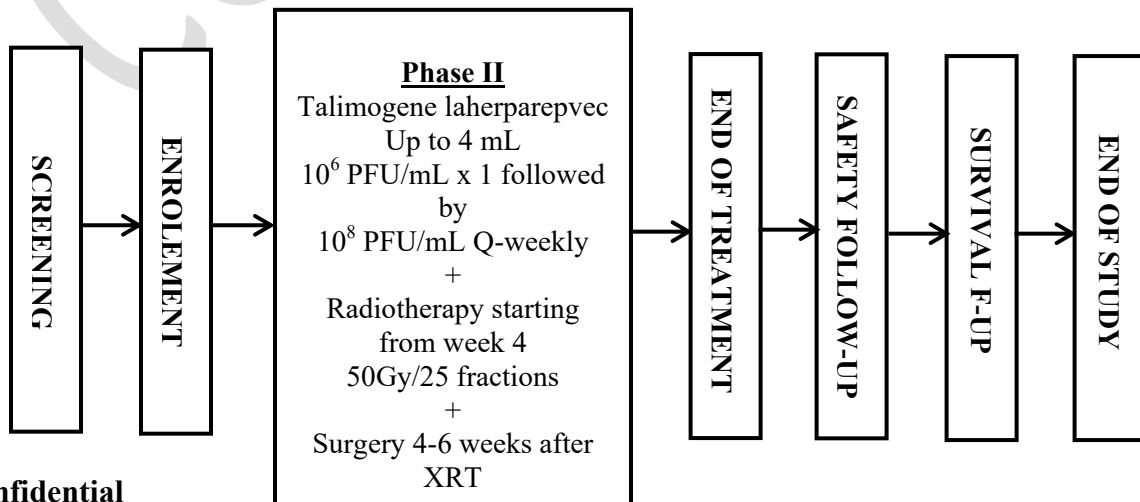 SCREENING
ENROLEMENT
Phase II
Talimogene laherparepvec
Up to 4 mL
10⁶ PFU/mL x 1 followed
by
10⁸ PFU/mL Q-weekly
+
Radiotherapy starting
from week 4
50Gy/25 fractions
+
Surgery 4-6 weeks after
XRT
END OF TREATMENT
SAFETY FOLLOW-UP
SURVIVAL F-UP
END OF STUDY
nfidential